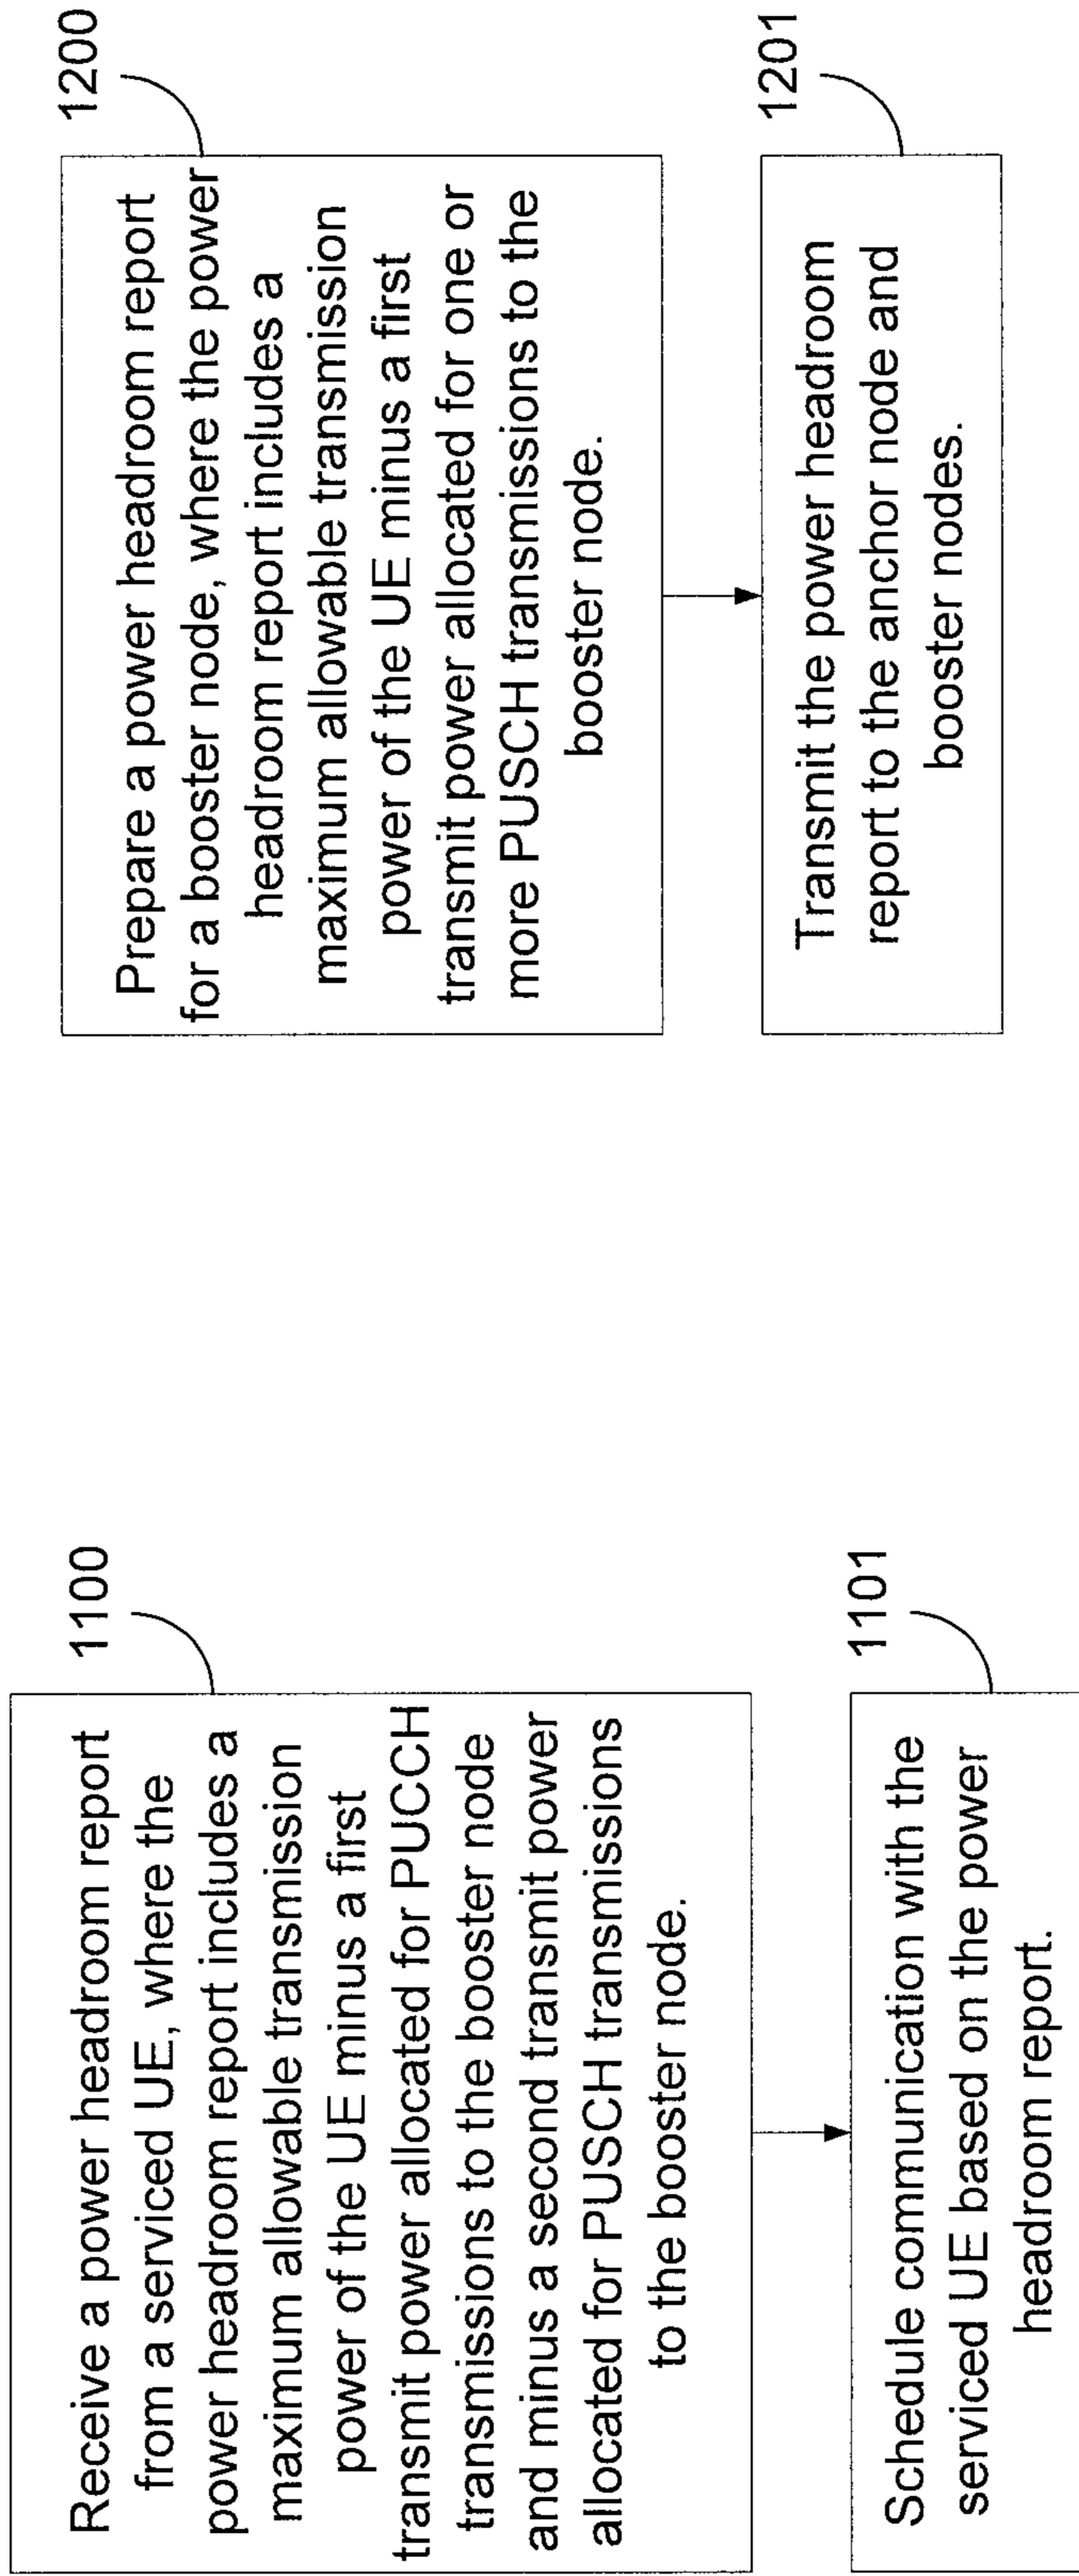 1100
Receive a power headroom report
from a serviced UE, where the
power headroom report includes a
maximum allowable transmission
power of the UE minus a first
transmit power allocated for PUCCH
transmissions to the booster node
and minus a second transmit power
allocated for PUSCH transmissions
to the booster node.
1101
Schedule communication with the
serviced UE based on the power
headroom report.
1200
Prepare a power headroom report
for a booster node, where the power
headroom report includes a
maximum allowable transmission
power of the UE minus a first
transmit power allocated for one or
more PUSCH transmissions to the
booster node.
1201
Transmit the power headroom
report to the anchor node and
booster nodes.